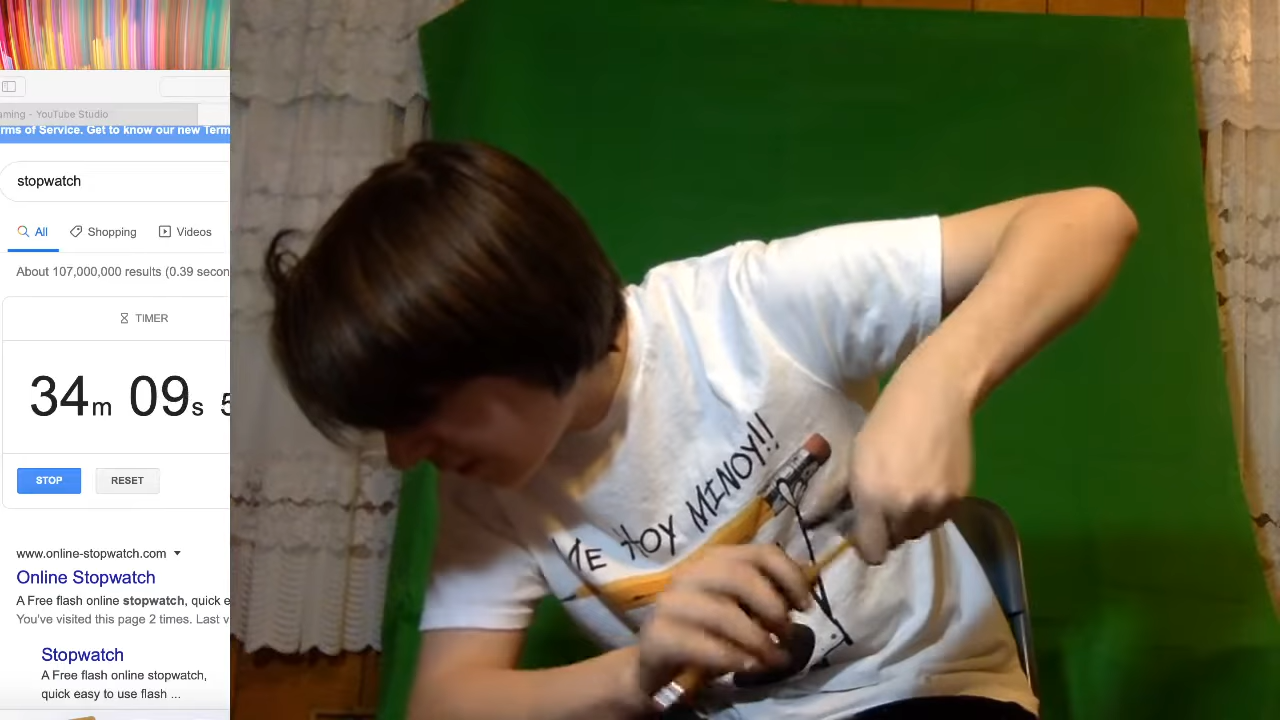 aming - YouTube Studio
rms of Service. Get to know our new Term
stopwatch
All Shopping Videos
About 107,000,000 results (0.39 secon
TIMER
34m 09s 5
STOP RESET
www.online-stopwatch.com
Online Stopwatch
A Free flash online stopwatch, quick e
You've visited this page 2 times. Last v
Stopwatch
A Free flash online stopwatch,
quick easy to use flash ...
ME HOY MINOY!!